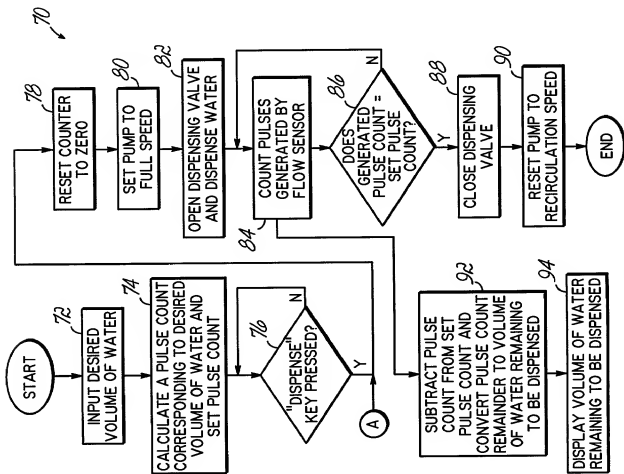 70
START
72
INPUT DESIRED
VOLUME OF WATER
74
CALCULATE A PULSE COUNT
CORRESPONDING TO DESIRED
VOLUME OF WATER AND
SET PULSE COUNT
76
"DISPENSE"
KEY PRESSED?
N
Y
A
78
RESET COUNTER
TO ZERO
80
SET PUMP TO
FULL SPEED
82
OPEN DISPENSING VALVE
AND DISPENSE WATER
84
COUNT PULSES
GENERATED BY
FLOW SENSOR
86
DOES
GENERATED
PULSE COUNT =
SET PULSE
COUNT?
N
Y
88
CLOSE DISPENSING
VALVE
90
RESET PUMP TO
RECIRCULATION SPEED
END
92
SUBTRACT PULSE
COUNT FROM SET
PULSE COUNT AND
CONVERT PULSE COUNT
REMAINDER TO VOLUME
OF WATER REMAINING
TO BE DISPENSED
94
DISPLAY VOLUME OF WATER
REMAINING TO BE DISPENSED